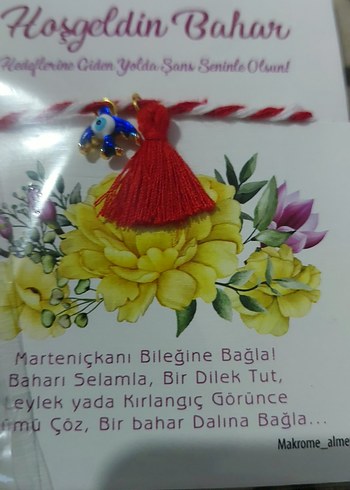 Hoşgeldin Bahar
Hedeflerine Giden Yolda Şans Seninle Olsun!
Marteniçkanı Bileğine Bağla!
Baharı Selamla, Bir Dilek Tut,
Leylek yada Kırlangıç Görünce
Çöz, Bir bahar Dalına Bağla...
Makrome_alme